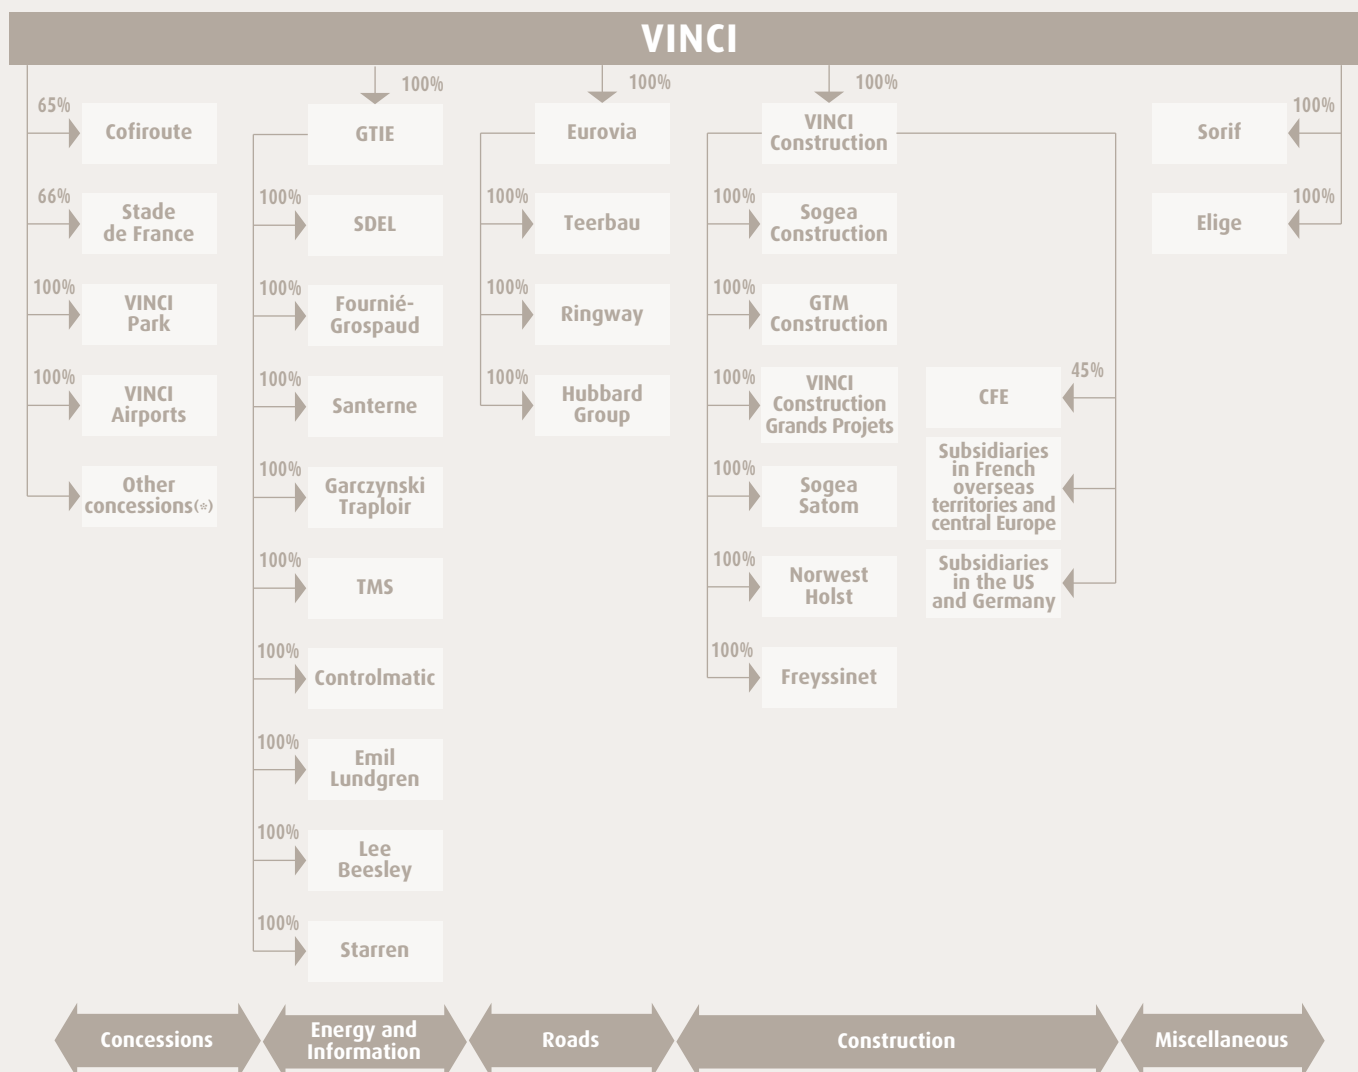 VINCI
65%
Cofiroute
66%
Stade
de France
100%
VINCI
Park
100%
VINCI
Airports
Other
concessions(*)
100%
GTIE
100%
SDEL
100%
Fournié-
Grospaud
100%
Santerne
100%
Garczynski
Traploir
100%
TMS
100%
Controlmatic
100%
Emil
Lundgren
100%
Lee
Beesley
100%
Starren
100%
Eurovia
100%
Teerbau
100%
Ringway
100%
Hubbard
Group
100%
VINCI
Construction
100%
Sogea
Construction
100%
GTM
Construction
100%
VINCI
Construction
Grands Projets
100%
Sogea
Satom
100%
Norwest
Holst
100%
Freyssinet
45%
CFE
Subsidiaries
in French
overseas
territories and
central Europe
Subsidiaries
in the US
and Germany
100%
Sorif
100%
Elige
Concessions
Energy and
Information
Roads
Construction
Miscellaneous